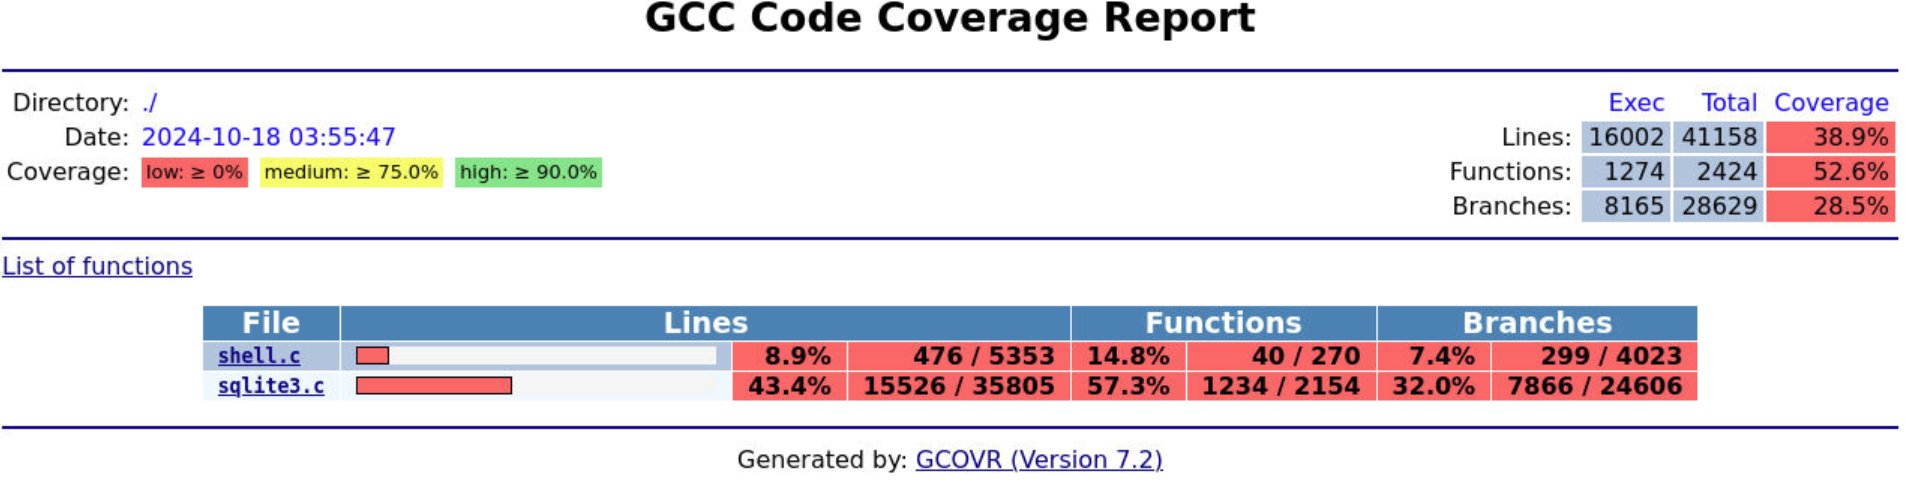 GCC Code Coverage Report
Directory: ./
Date: 2024-10-18 03:55:47
Coverage: low: ≥ 0% medium: ≥ 75.0% high: ≥ 90.0%
Exec Total Coverage
Lines: 16002 41158 38.9%
Functions: 1274 2424 52.6%
Branches: 8165 28629 28.5%
List of functions
File Lines Functions Branches
shell.c 8.9% 476 / 5353 14.8% 40 / 270 7.4% 299 / 4023
sqlite3.c 43.4% 15526 / 35805 57.3% 1234 / 2154 32.0% 7866 / 24606
Generated by: GCOVR (Version 7.2)